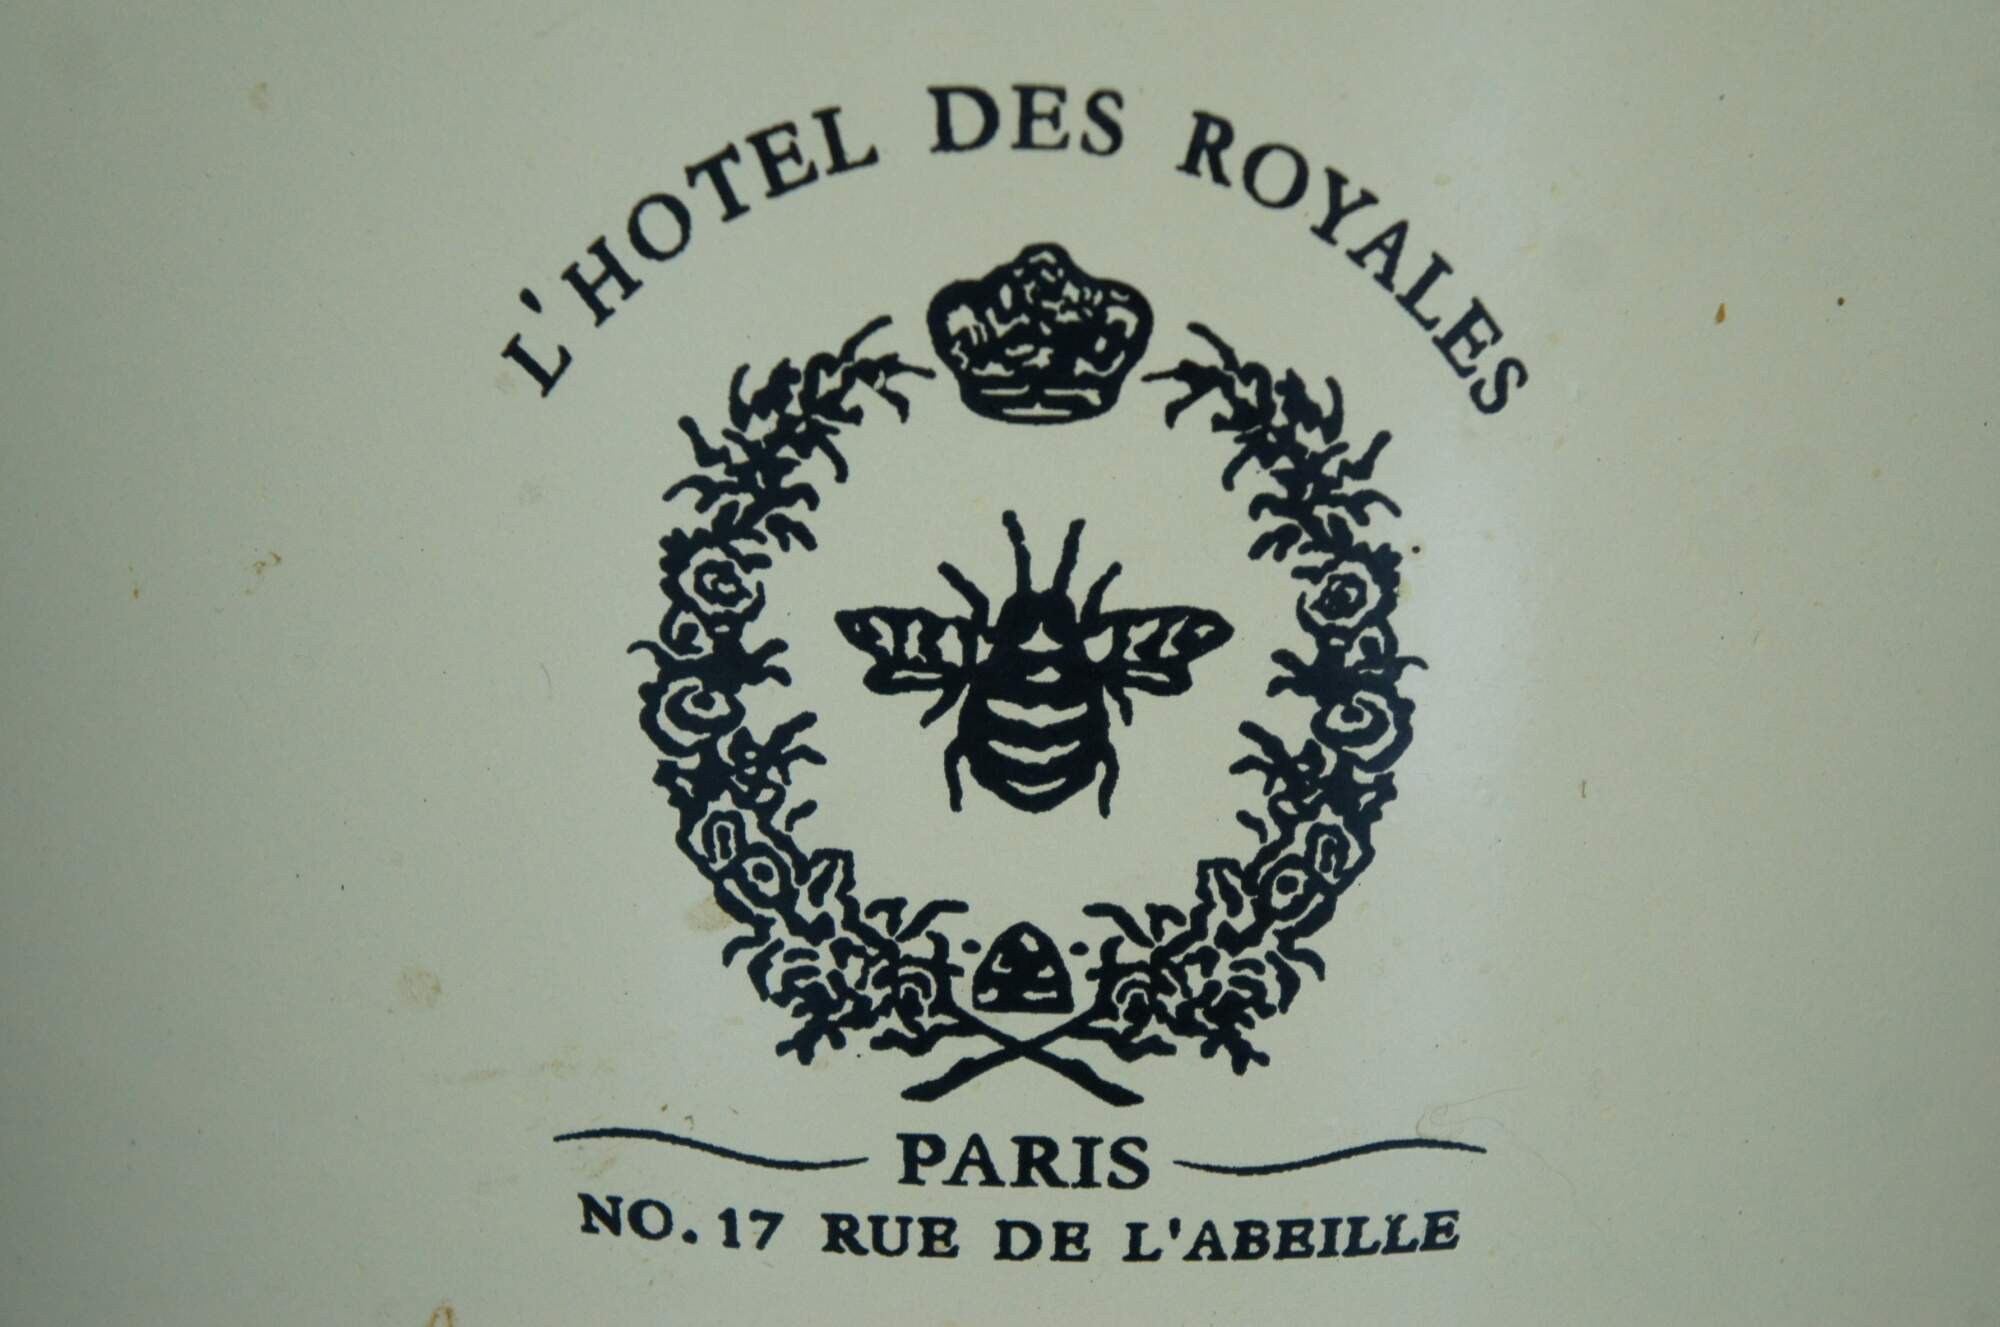 L'HOTEL DES ROYALES
PARIS
NO. 17 RUE DE L'ABEILLE